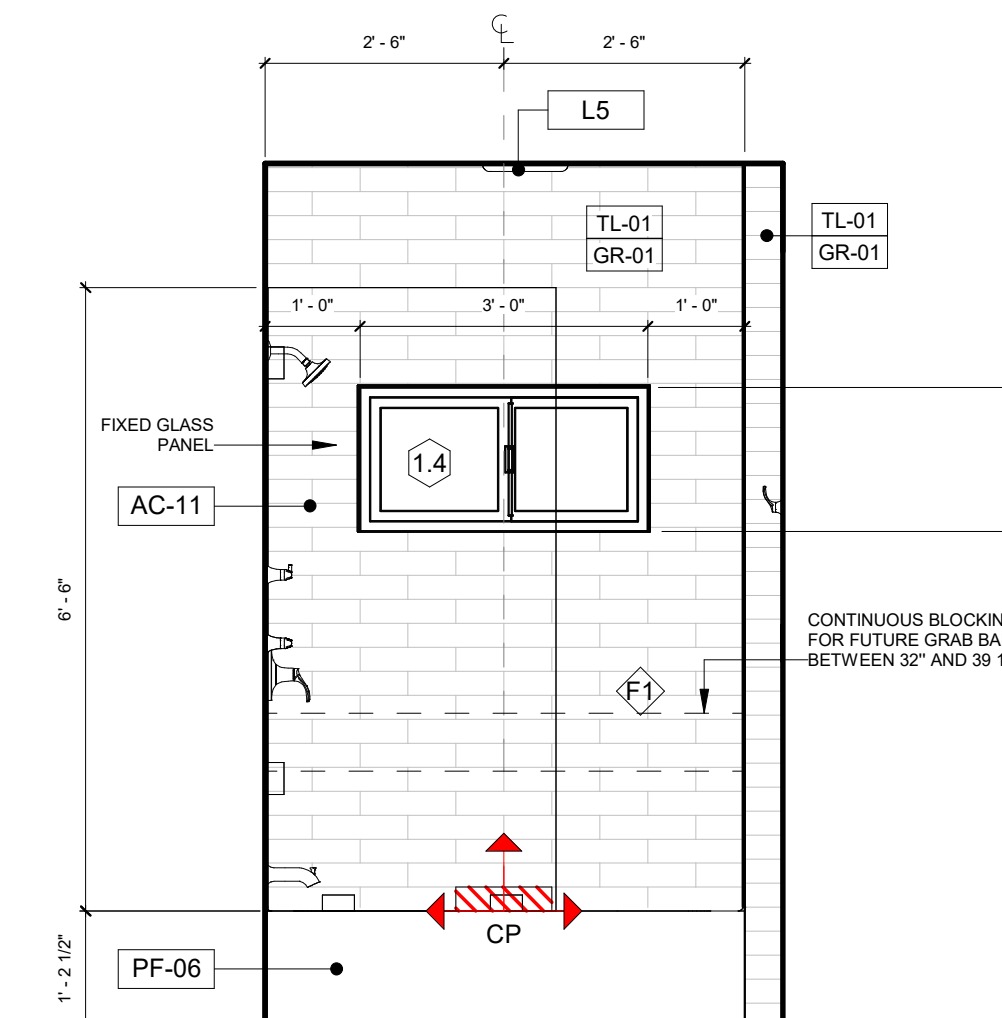 2' - 6"
CL
2' - 6"
L5
TL-01
GR-01
TL-01
GR-01
1' - 0"
3' - 0"
1' - 0"
FIXED GLASS
PANEL
1.4
AC-11
6' - 6"
CONTINUOUS BLOCKIN
FOR FUTURE GRAB BA
BETWEEN 32" AND 39 1
F1
CP
1' - 2 1/2"
PF-06